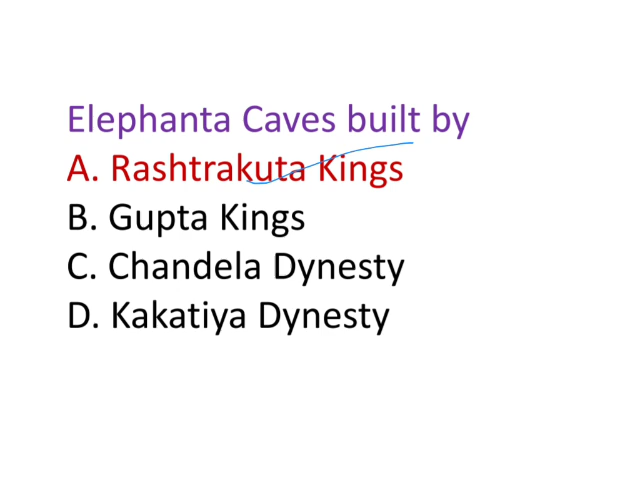 Elephanta Caves built by
A. Rashtrakuta Kings
B. Gupta Kings
C. Chandela Dynesty
D. Kakatiya Dynesty